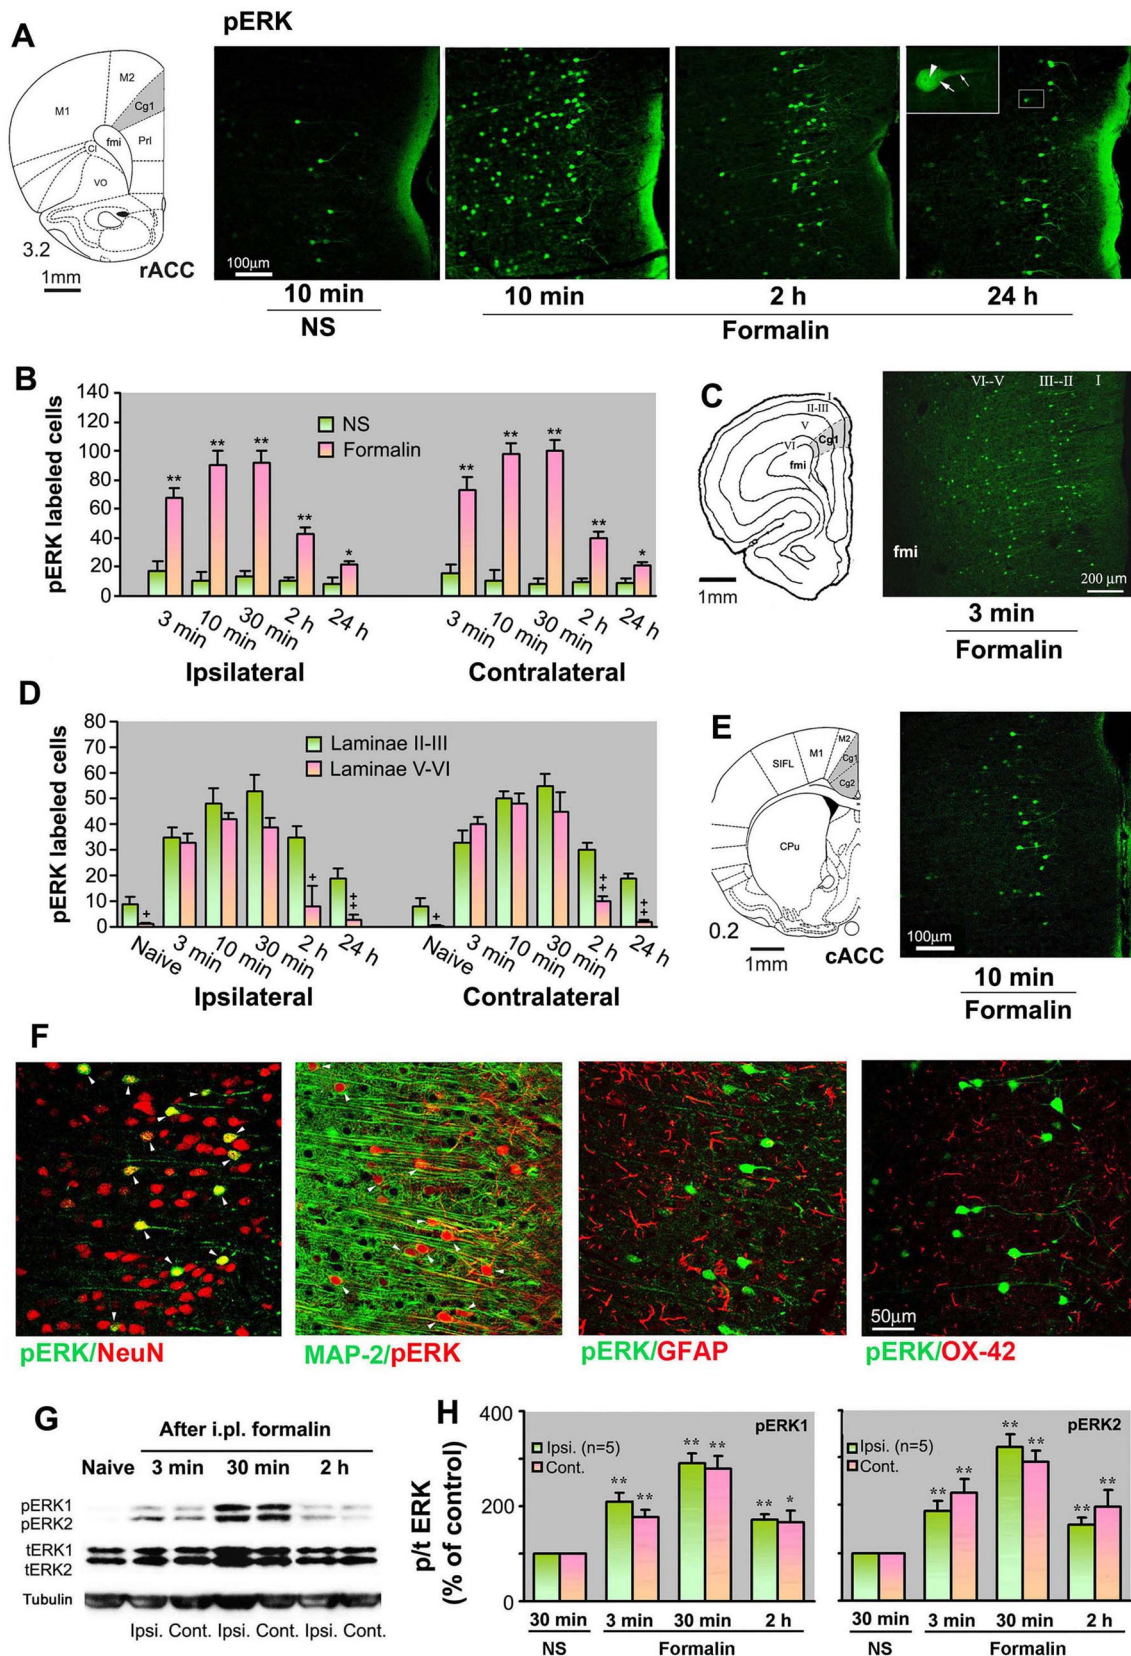 A
pERK
M2
M1
Cg1
Cl
fmi
Prl
VO
3.2
1mm
rACC
100μm
10 min
NS
10 min
2 h
24 h
Formalin
B
pERK labeled cells
140
120
100
80
60
40
20
0
NS
Formalin
** ** ** ** *
** ** ** ** *
3 min 10 min 30 min 2 h 24 h
3 min 10 min 30 min 2 h 24 h
Ipsilateral
Contralateral
C
I
II-III
V
VI
Cg1
fmi
1mm
VI--V III--II I
fmi
200 μm
3 min
Formalin
D
pERK labeled cells
80
70
60
50
40
30
20
10
0
Laminae II-III
Laminae V-VI
+ + ++
+ ++ ++
Naive 3 min 10 min 30 min 2 h 24 h
Naive 3 min 10 min 30 min 2 h 24 h
Ipsilateral
Contralateral
E
M2
M1
SIFL
Cg1
Cg2
CPu
0.2
1mm
cACC
100μm
10 min
Formalin
F
50μm
pERK/NeuN
MAP-2/pERK
pERK/GFAP
pERK/OX-42
G
After i.pl. formalin
Naive 3 min 30 min 2 h
pERK1
pERK2
tERK1
tERK2
Tubulin
Ipsi. Cont. Ipsi. Cont. Ipsi. Cont.
H
p/t ERK
(% of control)
400
200
0
pERK1
Ipsi. (n=5)
Cont.
** ** ** ** ** *
30 min 3 min 30 min 2 h
NS Formalin
pERK2
Ipsi. (n=5)
Cont.
** ** ** ** ** **
30 min 3 min 30 min 2 h
NS Formalin